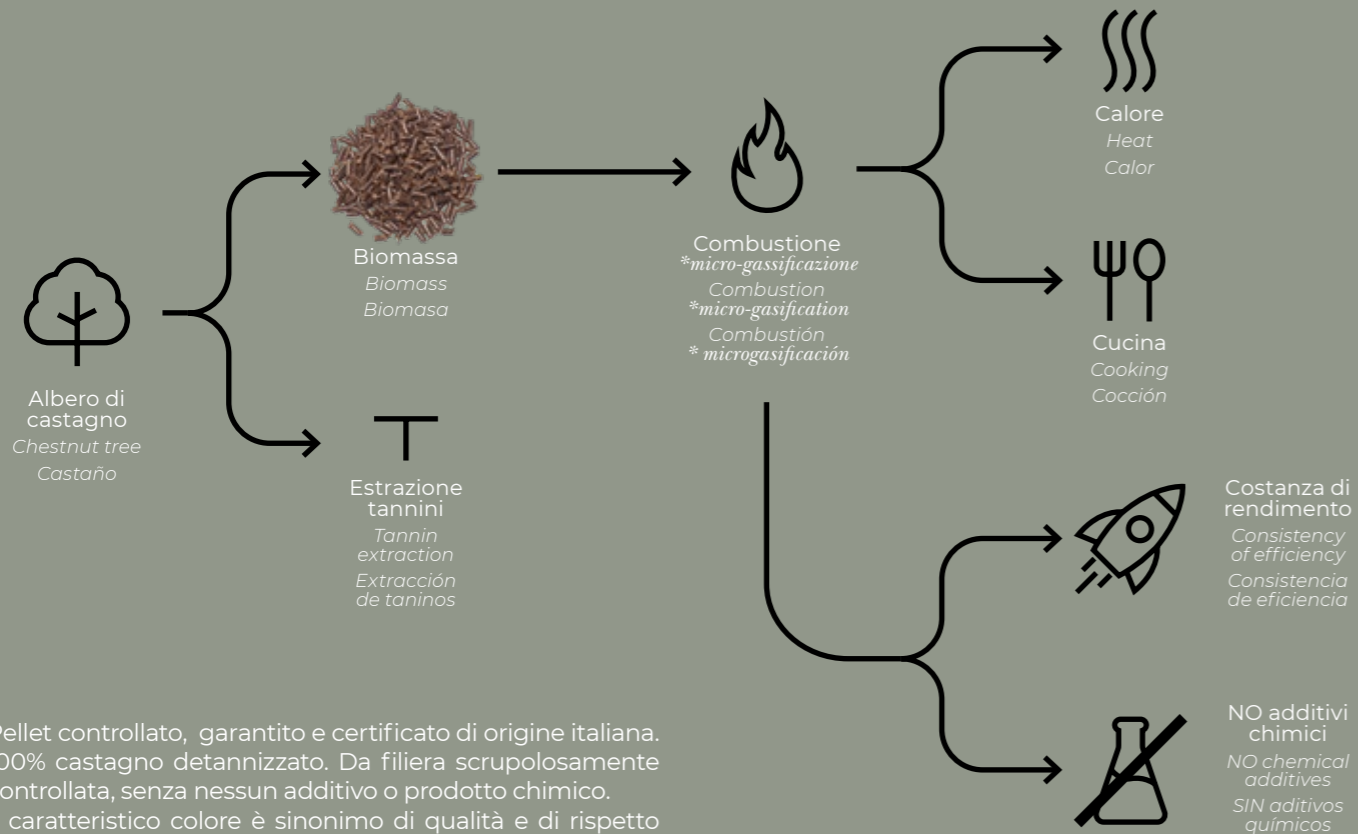 Calore
Heat
Calor
Biomassa
Biomass
Biomasa
Combustione
*micro-gassificazione
Combustion
*micro-gasification
Combustión
* microgasificación
Cucina
Cooking
Cocción
Albero di
castagno
Chestnut tree
Castaño
Estrazione
tannini
Tannin
extraction
Extracción
de taninos
Costanza di
rendimento
Consistency
of efficiency
Consistencia
de eficiencia
NO additivi
chimici
NO chemical
additives
SIN aditivos
químicos
Pellet controllato, garantito e certificato di origine italiana.
00% castagno detannizzato. Da filiera scrupolosamente
ontrollata, senza nessun additivo o prodotto chimico.
caratteristico colore è sinonimo di qualità e di rispetto